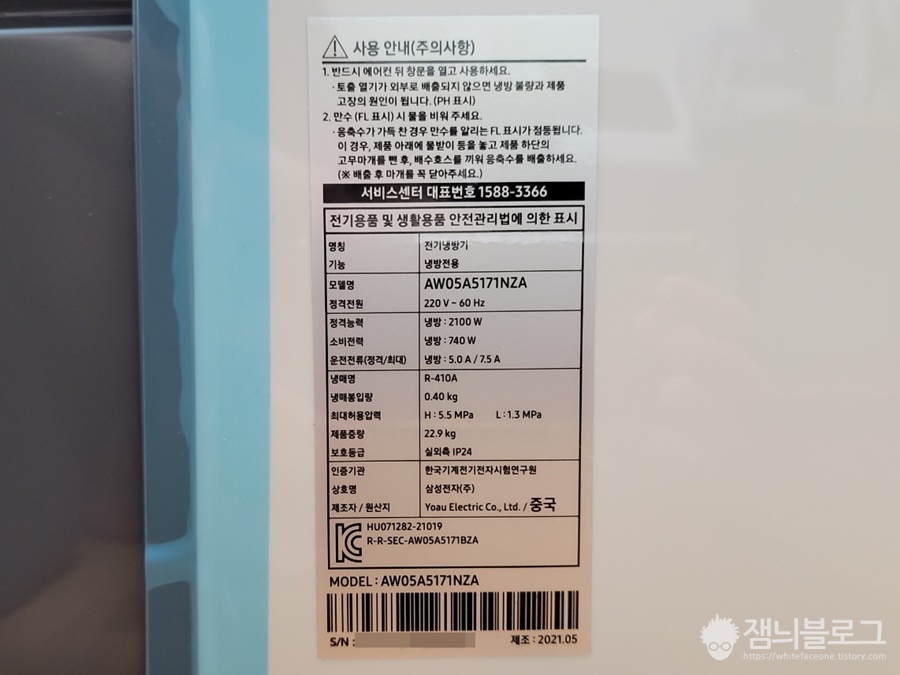 사용 안내(주의사항)
1. 반드시 에어컨 뒤 창문을 열고 사용하세요.
· 토출 열기가 외부로 배출되지 않으면 냉방 불량과 제품
고장의 원인이 됩니다. (PH 표시)
2. 만수 (FL 표시) 시 물을 비워 주세요.
· 응축수가 가득 찬 경우 만수를 알리는 FL 표시가 점등됩니다.
이 경우, 제품 아래에 물받이 등을 놓고 제품 하단의
고무마개를 뺀 후, 배수호스를 끼워 응축수를 배출하세요.
(※ 배출 후 마개를 꼭 닫아주세요.)
서비스센터 대표번호 1588-3366
전기용품 및 생활용품 안전관리법에 의한 표시
명칭 전기냉방기
기능 냉방전용
모델명 AW05A5171NZA
정격전원 220 V ~ 60 Hz
정격능력 냉방 : 2100 W
소비전력 냉방 : 740 W
운전전류(정격/최대) 냉방 : 5.0 A / 7.5 A
냉매명 R-410A
냉매봉입량 0.40 kg
최대허용압력 H : 5.5 MPa L : 1.3 MPa
제품중량 22.9 kg
보호등급 실외측 IP24
인증기관 한국기계전기전자시험연구원
상호명 삼성전자(주)
제조자 / 원산지 Yoau Electric Co., Ltd. / 중국
HU071282-21019
R-R-SEC-AW05A5171BZA
MODEL : AW05A5171NZA
S/N : 제조 : 2021.05
잼니블로그
https://whitefaceone.tistory.com